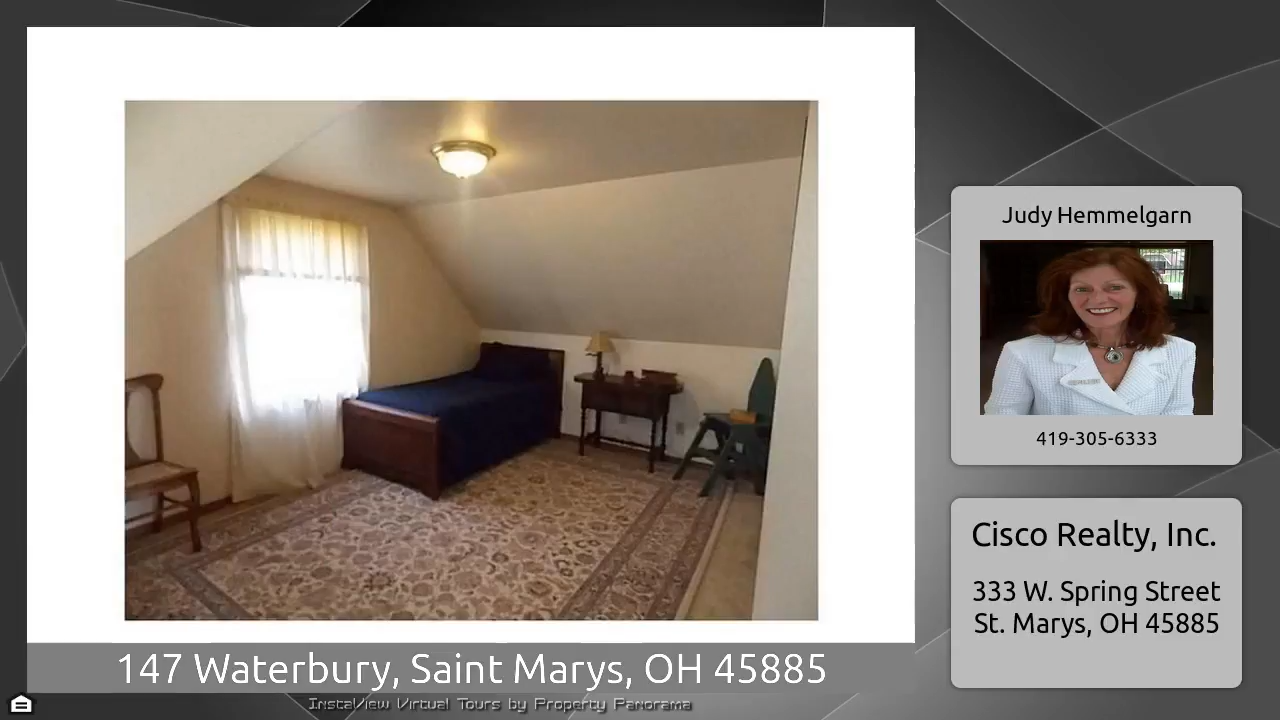 Judy Hemmelgarn
419-305-6333
Cisco Realty, Inc.
333 W. Spring Street
St. Marys, OH 45885
147 Waterbury, Saint Marys, OH 45885
InstaView Virtual Tours by Property Panorama